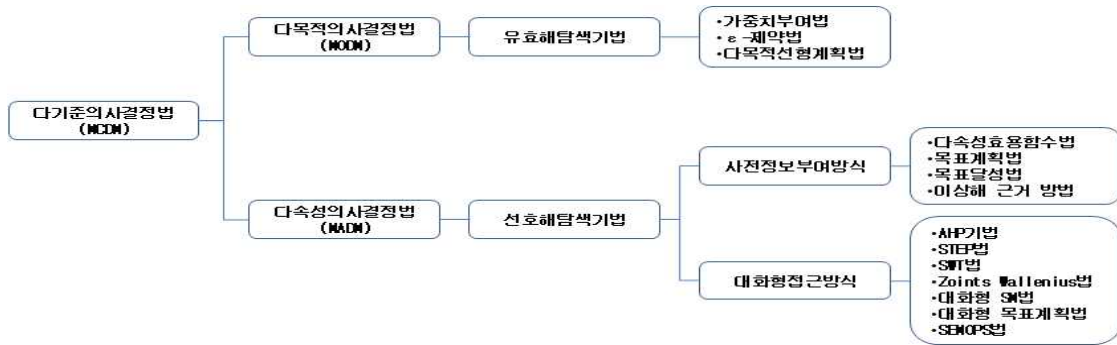 다목적의사결정법
(MODM)
유효해탐색기법
•가중치부여법
•ε-제약법
•다목적선형계획법
다기준의사결정법
(MCDM)
다속성의사결정법
(MADM)
선호해탐색기법
사전정보부여방식
•다속성효용함수법
•목표계획법
•목표달성법
•이상해 근거 방법
대화형접근방식
•AHP기법
•STEP법
•SWT법
•Zoints Wallenius법
•대화형 SW법
•대화형 목표계획법
•SEMOPS법